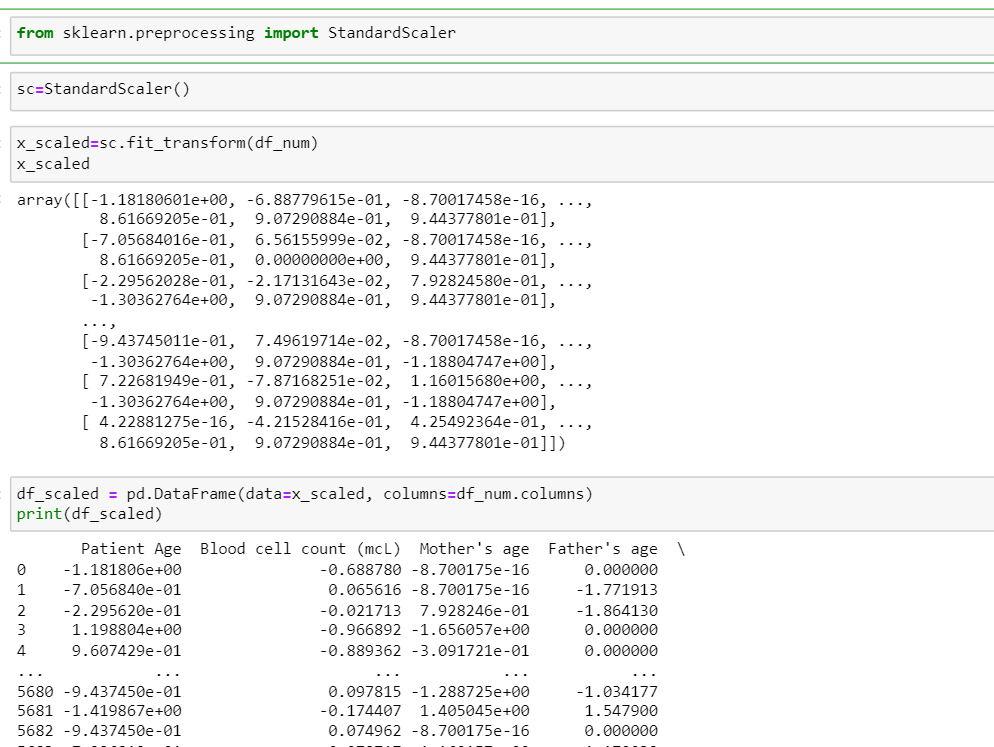 from sklearn.preprocessing import StandardScaler
sc=StandardScaler()
x_scaled=sc.fit_transform(df_num)
x_scaled
array([[-1.18180601e+00, -6.88779615e-01, -8.70017458e-16, ...,
8.61669205e-01, 9.07290884e-01, 9.44377801e-01],
[-7.05684016e-01, 6.56155999e-02, -8.70017458e-16, ...,
8.61669205e-01, 0.00000000e+00, 9.44377801e-01],
[-2.29562028e-01, -2.17131643e-02, 7.92824580e-01, ...,
-1.30362764e+00, 9.07290884e-01, 9.44377801e-01],
...,
[-9.43745011e-01, 7.49619714e-02, -8.70017458e-16, ...,
-1.30362764e+00, 9.07290884e-01, -1.18804747e+00],
[ 7.22681949e-01, -7.87168251e-02, 1.16015680e+00, ...,
-1.30362764e+00, 9.07290884e-01, -1.18804747e+00],
[ 4.22881275e-16, -4.21528416e-01, 4.25492364e-01, ...,
8.61669205e-01, 9.07290884e-01, 9.44377801e-01]])
df_scaled = pd.DataFrame(data=x_scaled, columns=df_num.columns)
print(df_scaled)
Patient Age Blood cell count (mcL) Mother's age Father's age \
0 -1.181806e+00 -0.688780 -8.700175e-16 0.000000
1 -7.056840e-01 0.065616 -8.700175e-16 -1.771913
2 -2.295620e-01 -0.021713 7.928246e-01 -1.864130
3 1.198804e+00 -0.966892 -1.656057e+00 0.000000
4 9.607429e-01 -0.889362 -3.091721e-01 0.000000
... ... ... ... ...
5680 -9.437450e-01 0.097815 -1.288725e+00 -1.034177
5681 -1.419867e+00 -0.174407 1.405045e+00 1.547900
5682 -9.437450e-01 0.074962 -8.700175e-16 0.000000